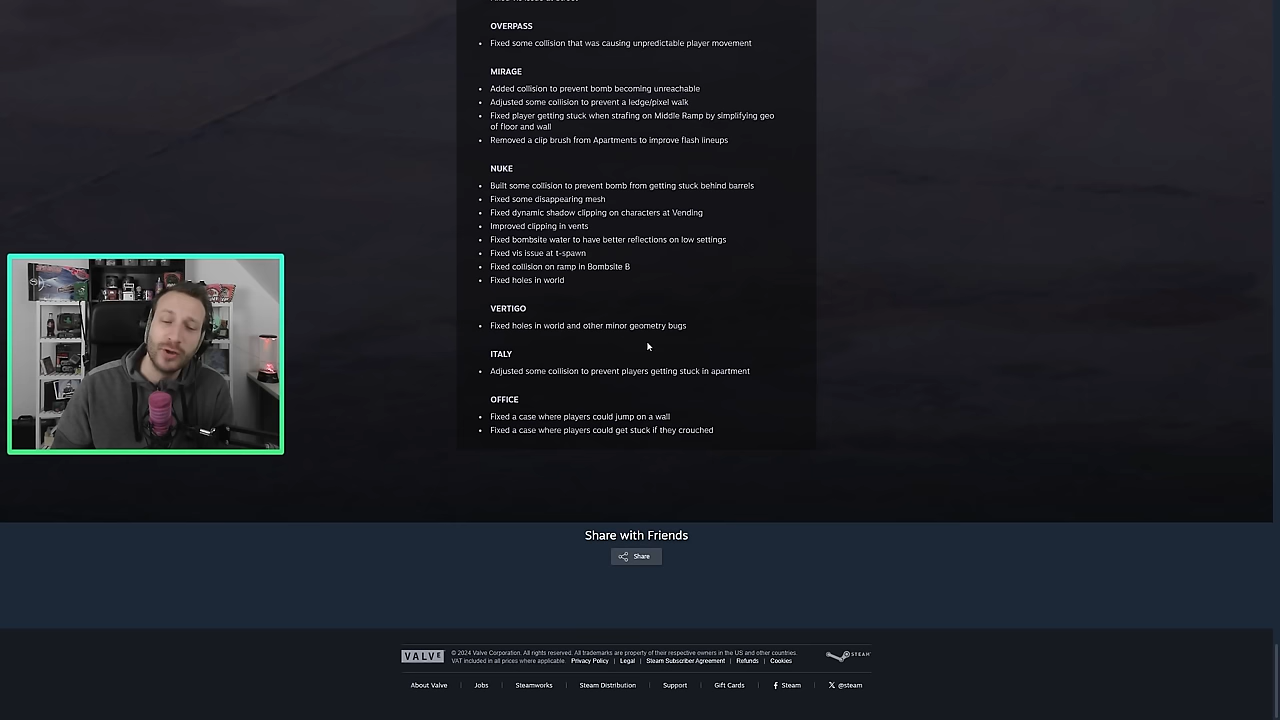 OVERPASS
Fixed some collision that was causing unpredictable player movement
MIRAGE
Added collision to prevent bomb becoming unreachable
Adjusted some collision to prevent a ledge/pixel walk
Fixed player getting stuck when strafing on Middle Ramp by simplifying geo
of floor and wall
Removed a clip brush from Apartments to improve flash lineups
NUKE
Built some collision to prevent bomb from getting stuck behind barrels
Fixed some disappearing mesh
Fixed dynamic shadow clipping on characters at Vending
Improved clipping in vents
Fixed bombsite water to have better reflections on low settings
Fixed vis issue at t-spawn
Fixed collision on ramp in Bombsite B
Fixed holes in world
VERTIGO
Fixed holes in world and other minor geometry bugs
ITALY
Adjusted some collision to prevent players getting stuck in apartment
OFFICE
Fixed a case where players could jump on a wall
Fixed a case where players could get stuck if they crouched
Share with Friends
Share
VALVE © 2024 Valve Corporation. All rights reserved. All trademarks are property of their respective owners in the US and other countries. STEAM
VAT included in all prices where applicable. Privacy Policy | Legal | Steam Subscriber Agreement | Refunds | Cookies
About Valve | Jobs | Steamworks | Steam Distribution | Support | Gift Cards | Steam | @steam